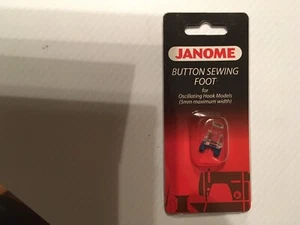 JANOME
BUTTON SEWING
FOOT
for
Oscillating Hook Models
(5mm maximum width)